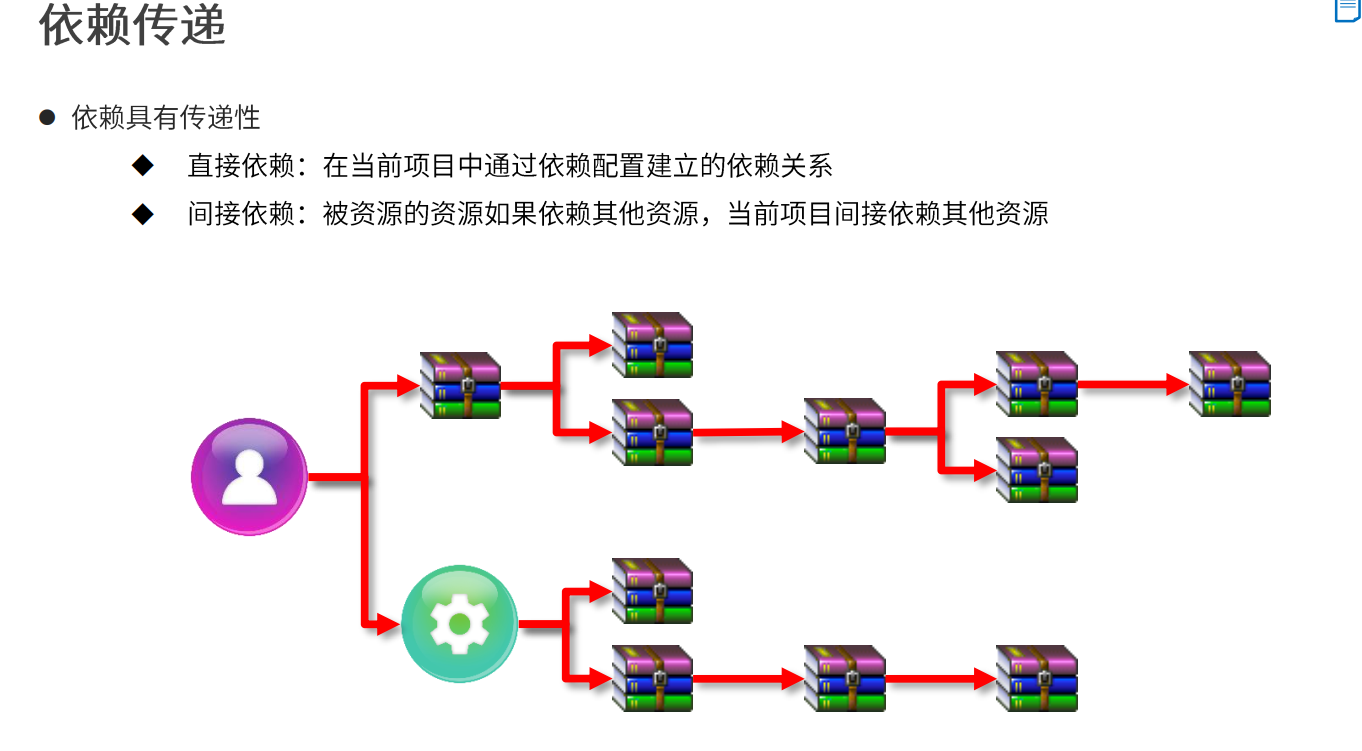 依赖传递
依赖具有传递性
直接依赖：在当前项目中通过依赖配置建立的依赖关系
间接依赖：被资源的资源如果依赖其他资源，当前项目间接依赖其他资源